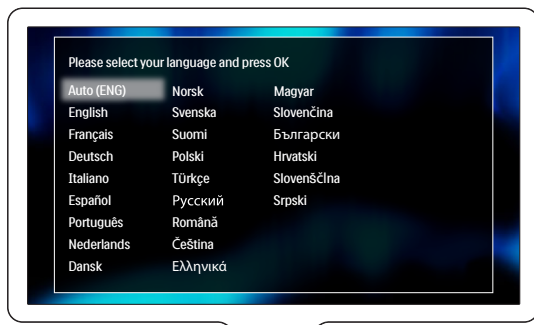 Please select your language and press OK
Auto (ENG)
English
Français
Deutsch
Italiano
Español
Português
Nederlands
Dansk
Norsk
Svenska
Suomi
Polski
Türkçe
Русский
Română
Čeština
Ελληνικά
Magyar
Slovenčina
Български
Hrvatski
SlovenščIna
Srpski